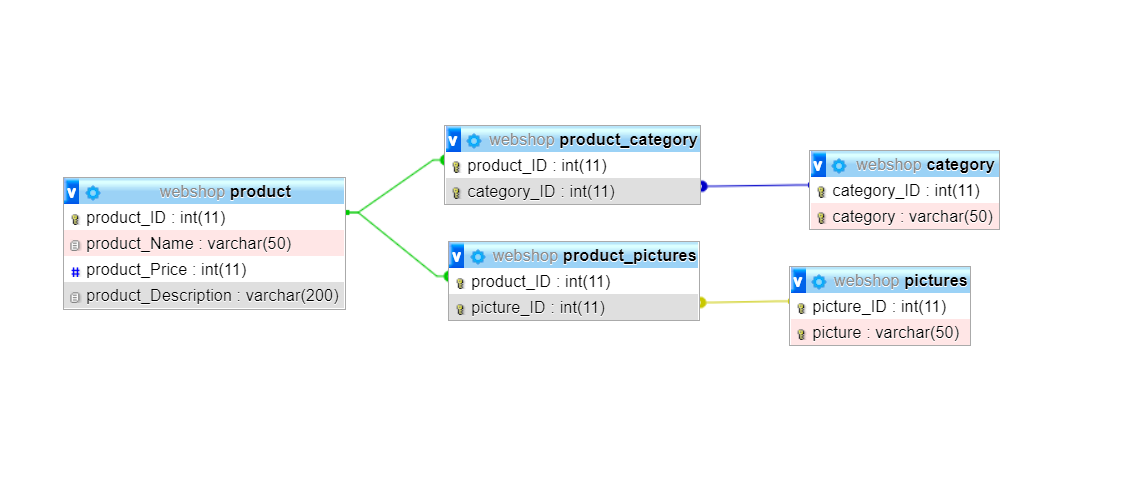 v webshop product
product_ID : int(11)
product_Name : varchar(50)
# product_Price : int(11)
product_Description : varchar(200)
v webshop product_category
product_ID : int(11)
category_ID : int(11)
v webshop product_pictures
product_ID : int(11)
picture_ID : int(11)
v webshop category
category_ID : int(11)
category : varchar(50)
v webshop pictures
picture_ID : int(11)
picture : varchar(50)